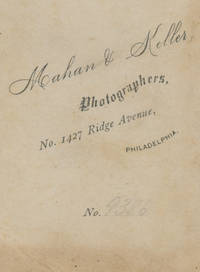 Mahan & Keller,
Photographers,
No. 1427 Ridge Avenue,
PHILADELPHIA.
No.